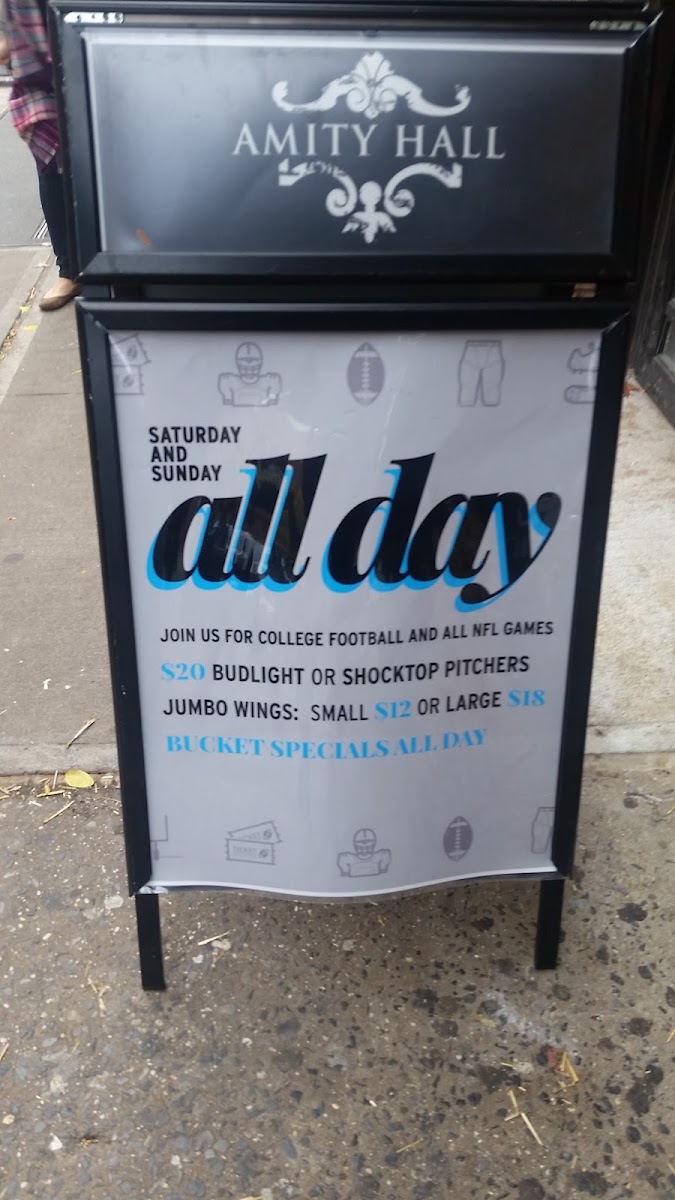 AMITY HALL
SATURDAY
AND
SUNDAY
all day
JOIN US FOR COLLEGE FOOTBALL AND ALL NFL GAMES
$20 BUDLIGHT OR SHOCKTOP PITCHERS
JUMBO WINGS: SMALL $12 OR LARGE $18
BUCKET SPECIALS ALL DAY
TICKET